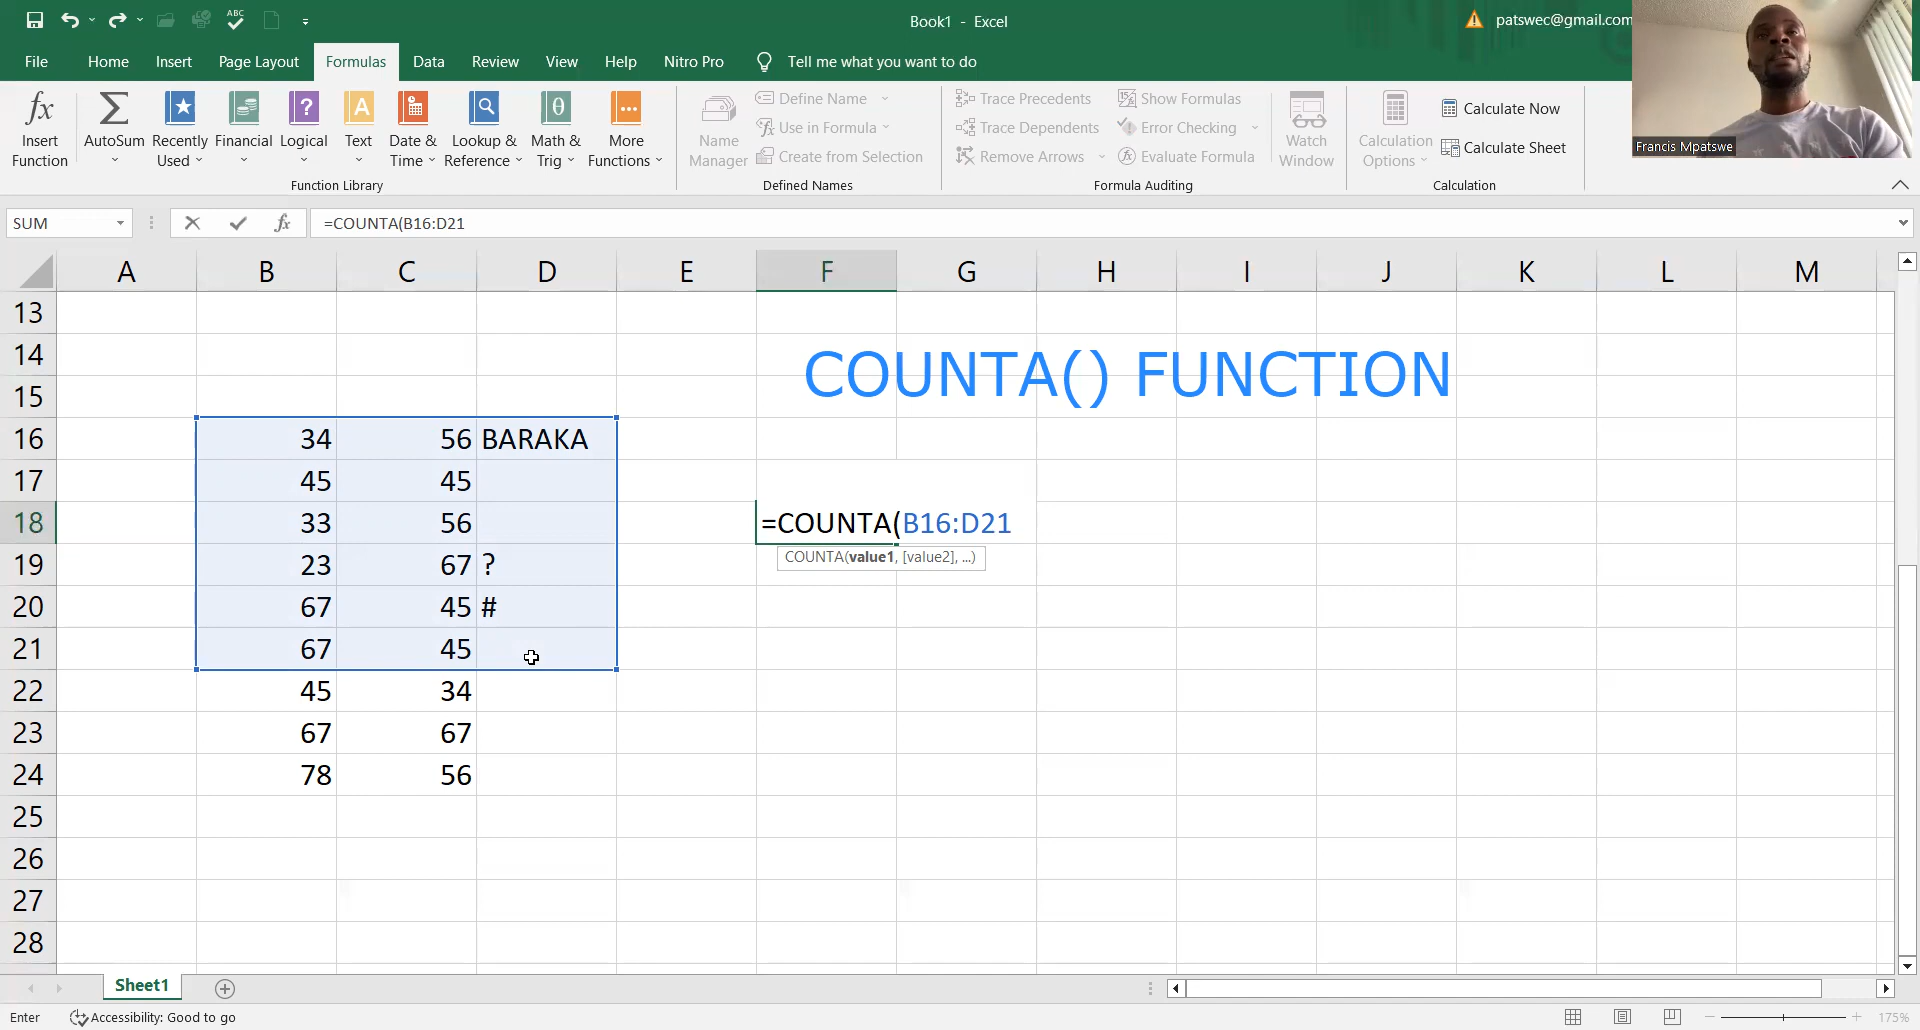 ABC
Book1 - Excel
patswec@gmail.com
File Home Insert Page Layout Formulas Data Review View Help Nitro Pro Tell me what you want to do
fx Insert Function
Σ AutoSum
Recently Used
Financial
? Logical
A Text
Date & Time
Lookup & Reference
θ Math & Trig
More Functions
Function Library
Name Manager
Define Name
Use in Formula
Create from Selection
Defined Names
Trace Precedents
Trace Dependents
Remove Arrows
Show Formulas
Error Checking
Evaluate Formula
Formula Auditing
Watch Window
Calculation Options
Calculate Now
Calculate Sheet
Calculation
Francis Mpatswe
SUM fx =COUNTA(B16:D21
A B C D E F G H I J K L M
13
14
COUNTA() FUNCTION
15
16 34 56 BARAKA
17 45 45
18 33 56 =COUNTA(B16:D21
COUNTA(value1, [value2], ...)
19 23 67 ?
20 67 45 #
21 67 45
22 45 34
23 67 67
24 78 56
25
26
27
28
Sheet1
Enter Accessibility: Good to go 175%